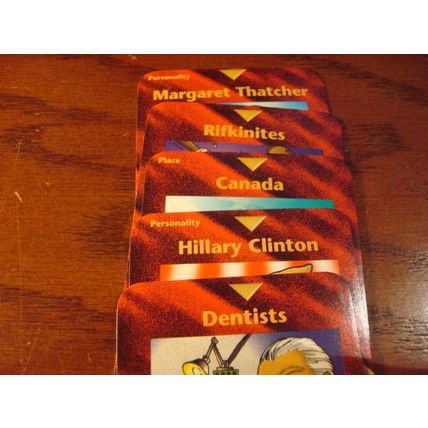 Personality
Margaret Thatcher
Rifkinites
Place
Canada
Personality
Hillary Clinton
Dentists